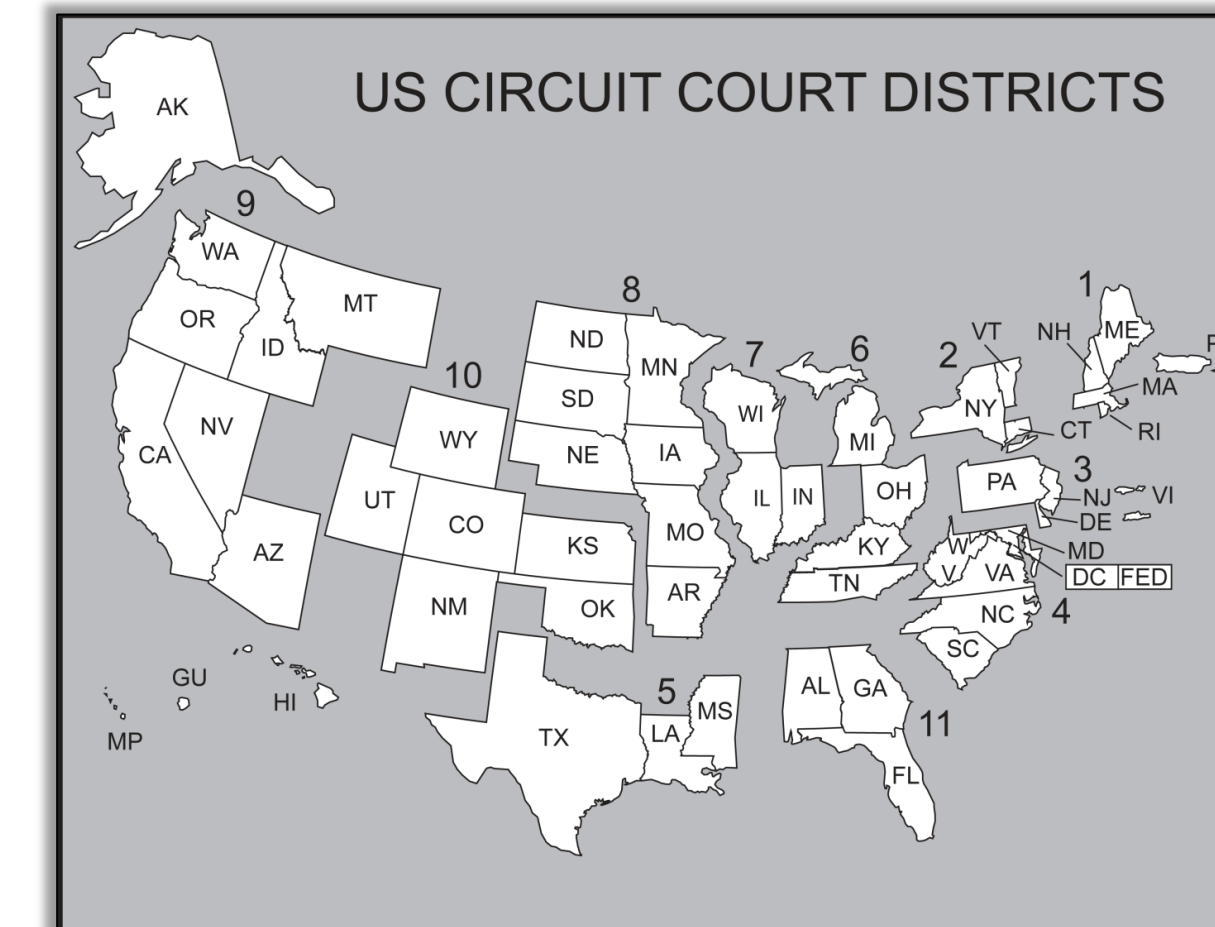 US CIRCUIT COURT DISTRICTS
AK
9
WA
MT
OR
ID
NV
CA
AZ
GU
HI
MP
10
WY
UT
CO
KS
NM
OK
8
ND
MN
SD
NE
IA
MO
AR
7
WI
IL
IN
6
MI
OH
KY
TN
5
TX
LA
MS
11
AL
GA
FL
2
VT
NY
CT
1
NH
ME
MA
RI
3
PA
NJ
VI
DE
4
MD
W
V
VA
NC
SC
DC FED